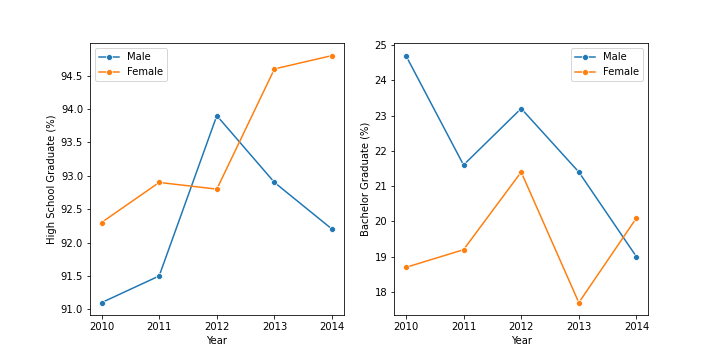 Male
Female
94.5
94.0
93.5
93.0
92.5
92.0
91.5
91.0
High School Graduate (%)
2010 2011 2012 2013 2014
Year
Male
Female
25
24
23
22
21
20
19
18
Bachelor Graduate (%)
2010 2011 2012 2013 2014
Year